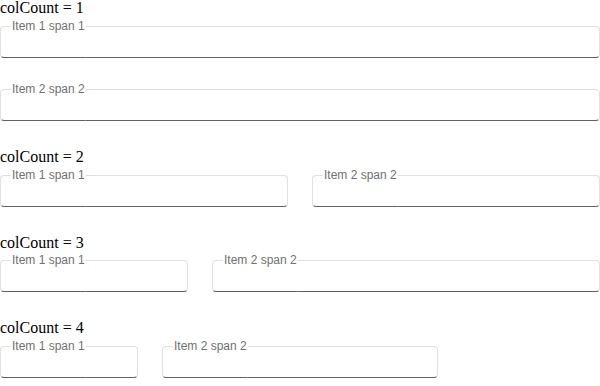 colCount = 1
Item 1 span 1
Item 2 span 2
colCount = 2
Item 1 span 1 Item 2 span 2
colCount = 3
Item 1 span 1 Item 2 span 2
colCount = 4
Item 1 span 1 Item 2 span 2